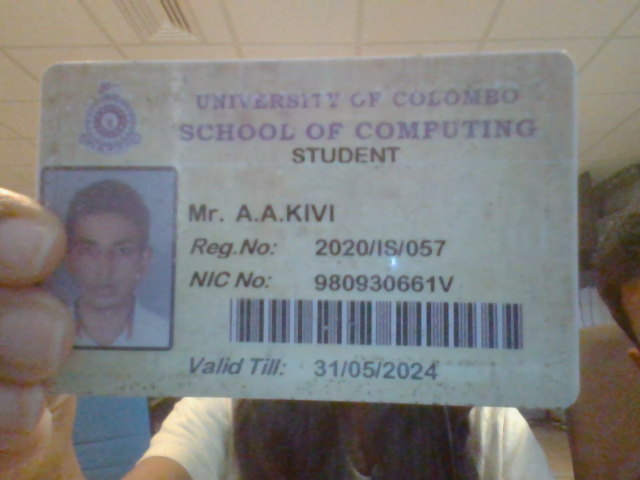 UNIVERSITY OF COLOMBO
SCHOOL OF COMPUTING
STUDENT
Mr. A.A.KIVI
Reg.No: 2020/IS/057
NIC No: 980930661V
Valid Till: 31/05/2024